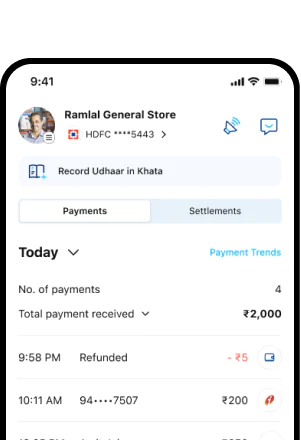 9:41
Ramlal General Store
HDFC ****5443
Record Udhaar in Khata
Payments Settlements
Today Payment Trends
No. of payments 4
Total payment received ₹2,000
9:58 PM Refunded - ₹5
10:11 AM 94••••7507 ₹200